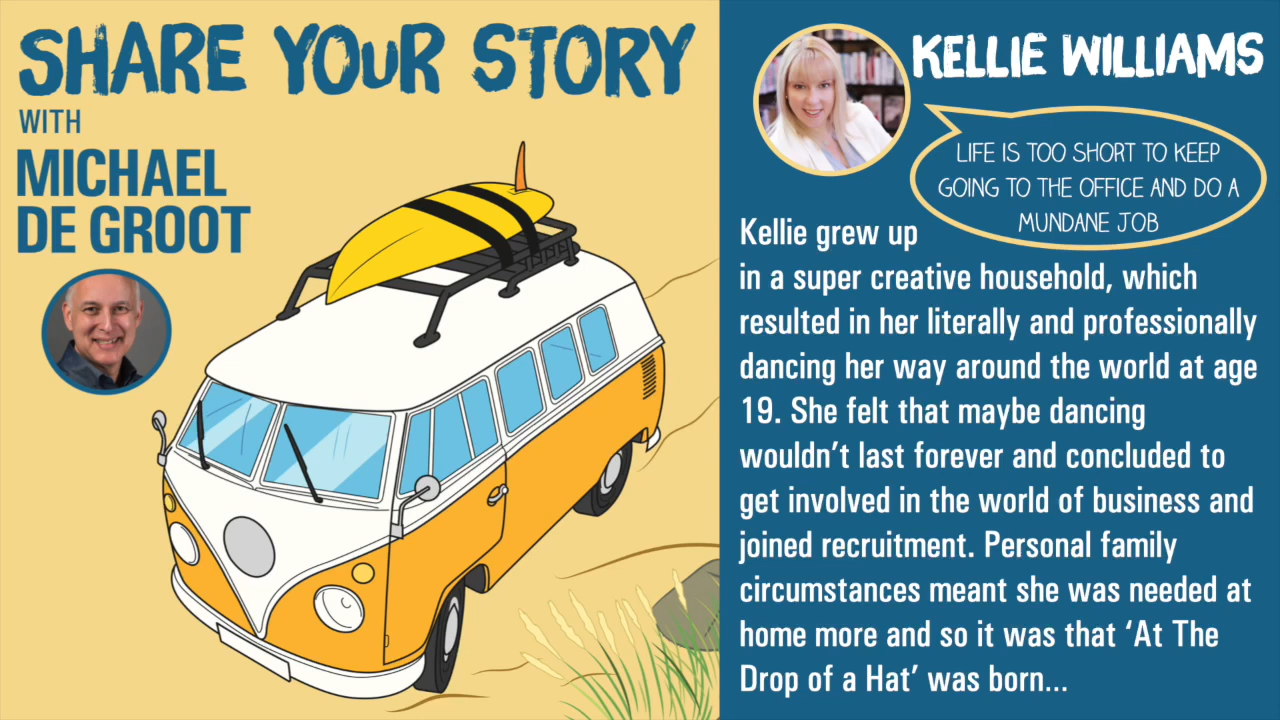 SHARE YOUR STORY
WITH
MICHAEL
DE GROOT
KELLIE WILLIAMS
LIFE IS TOO SHORT TO KEEP
GOING TO THE OFFICE AND DO A
MUNDANE JOB
Kellie grew up
in a super creative household, which
resulted in her literally and professionally
dancing her way around the world at age
19. She felt that maybe dancing
wouldn’t last forever and concluded to
get involved in the world of business and
joined recruitment. Personal family
circumstances meant she was needed at
home more and so it was that ‘At The
Drop of a Hat’ was born...